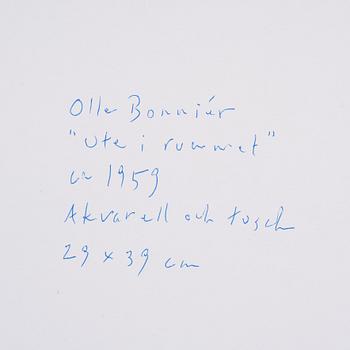 Olle Bonniér
"Ute i rummet"
ca 1959
Akvarell och tusch
29 x 39 cm